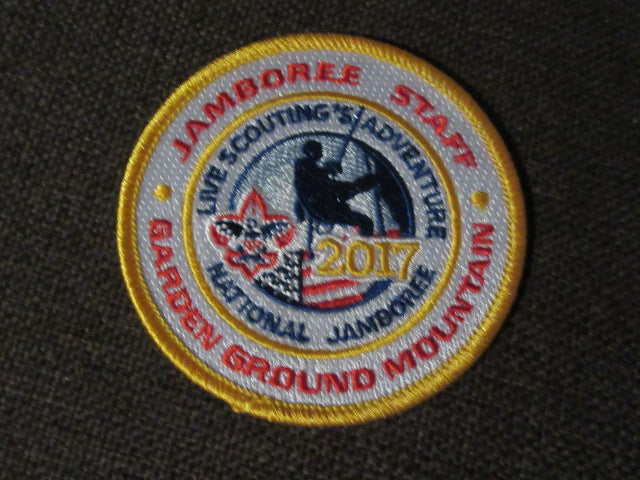 JAMBOREE STAFF
LIVE SCOUTING'S ADVENTURE
2017
NATIONAL JAMBOREE
GARDEN GROUND MOUNTAIN